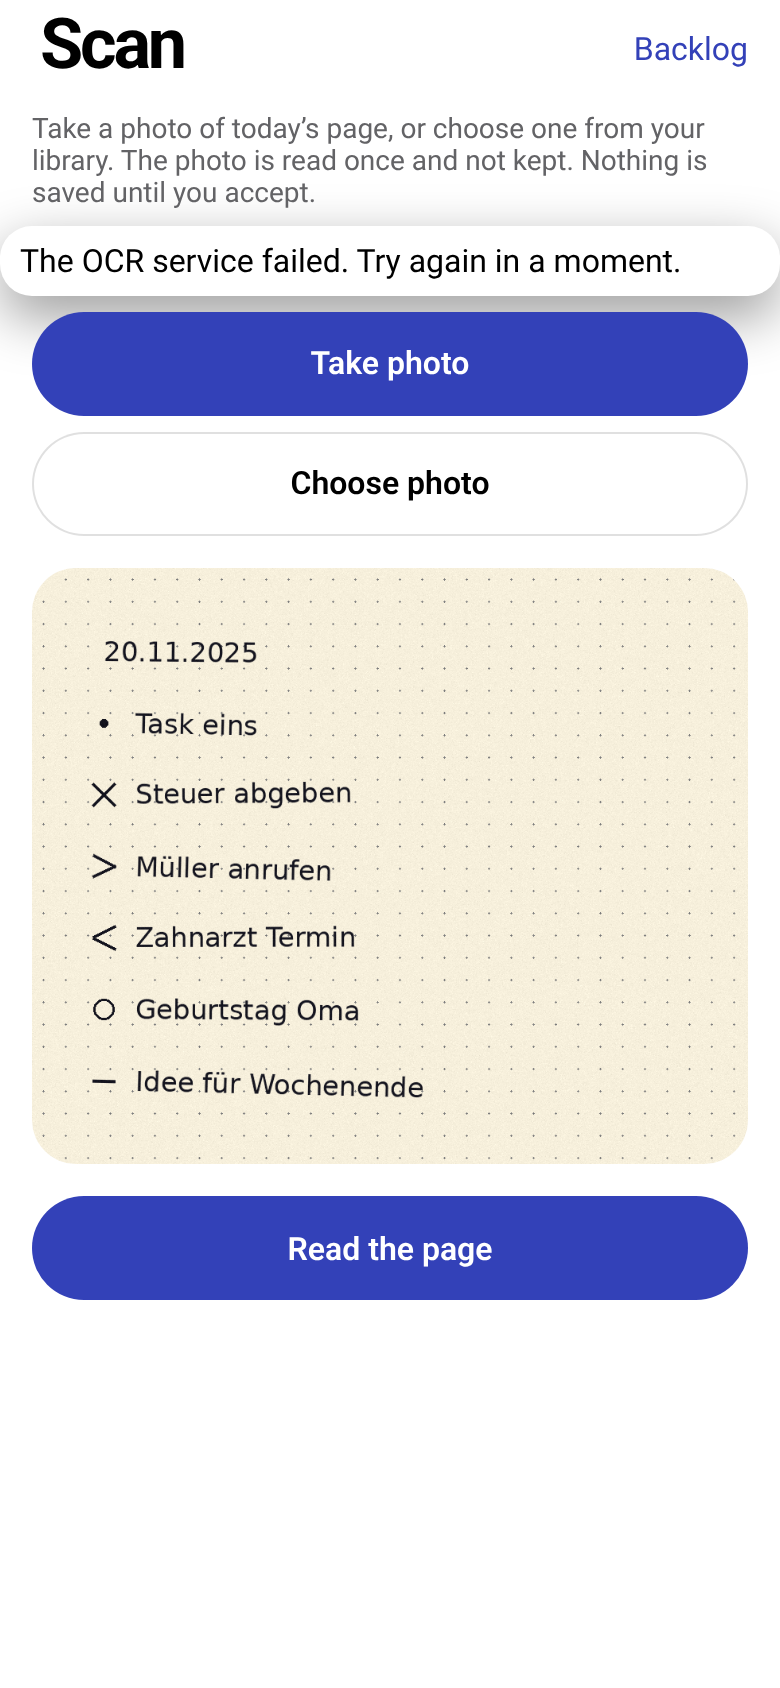 Scan
Backlog
Take a photo of today’s page, or choose one from your
library. The photo is read once and not kept. Nothing is
saved until you accept.
The OCR service failed. Try again in a moment.
Take photo
Choose photo
20.11.2025
• Task eins
× Steuer abgeben
> Müller anrufen
< Zahnarzt Termin
○ Geburtstag Oma
– Idee für Wochenende
Read the page